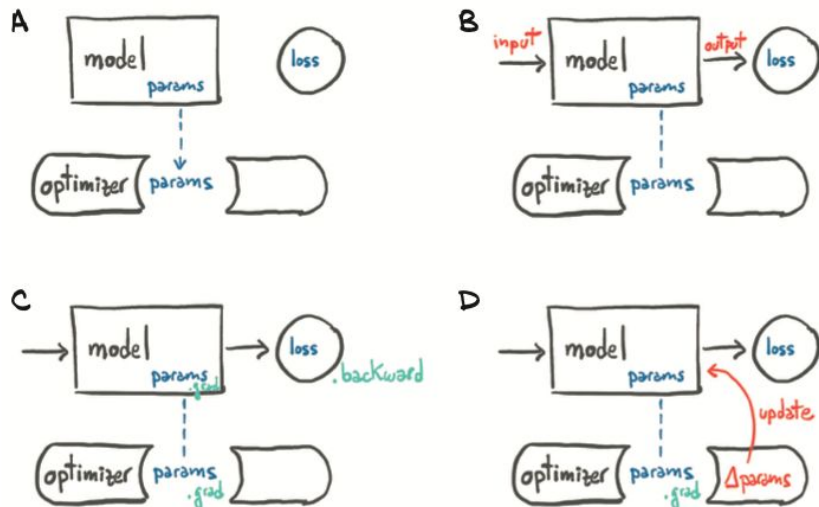 A
model
params
loss
optimizer
params
B
input
model
params
output
loss
optimizer
params
C
model
params
.grad
loss
.backward
optimizer
params
.grad
D
model
params
loss
update
optimizer
params
.grad
Δparams